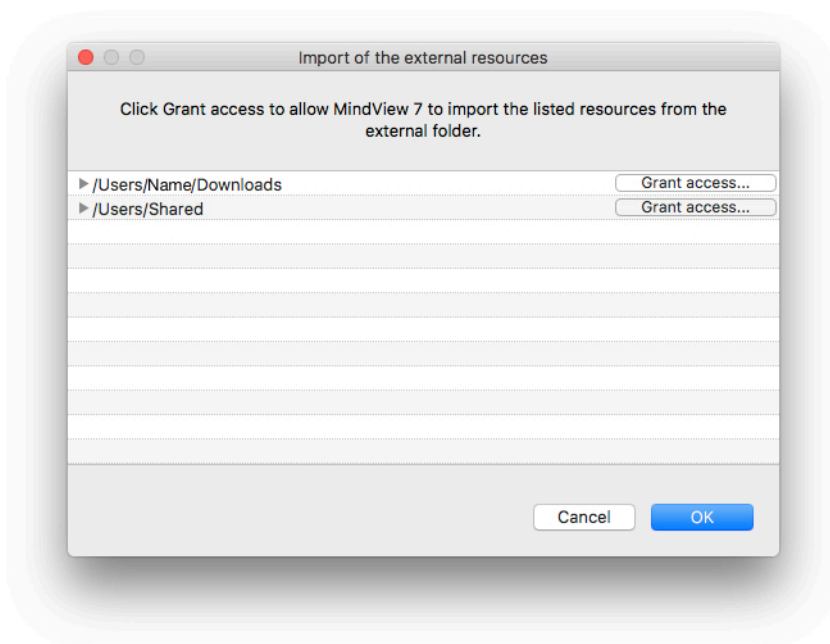 Import of the external resources
Click Grant access to allow MindView 7 to import the listed resources from the
external folder.
/Users/Name/Downloads Grant access...
/Users/Shared Grant access...
Cancel OK